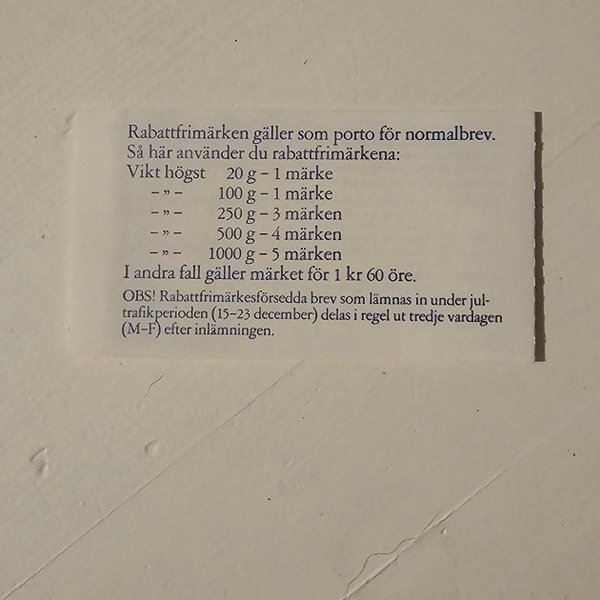 Rabattfrimärken gäller som porto för normalbrev.
Så här använder du rabattfrimärkena:
Vikt högst 20 g – 1 märke
– ” – 100 g – 1 märke
– ” – 250 g – 3 märken
– ” – 500 g – 4 märken
– ” – 1000 g – 5 märken
I andra fall gäller märket för 1 kr 60 öre.
OBS! Rabattfrimärkesförsedda brev som lämnas in under jul-
trafikperioden (15–23 december) delas i regel ut tredje vardagen
(M–F) efter inlämningen.